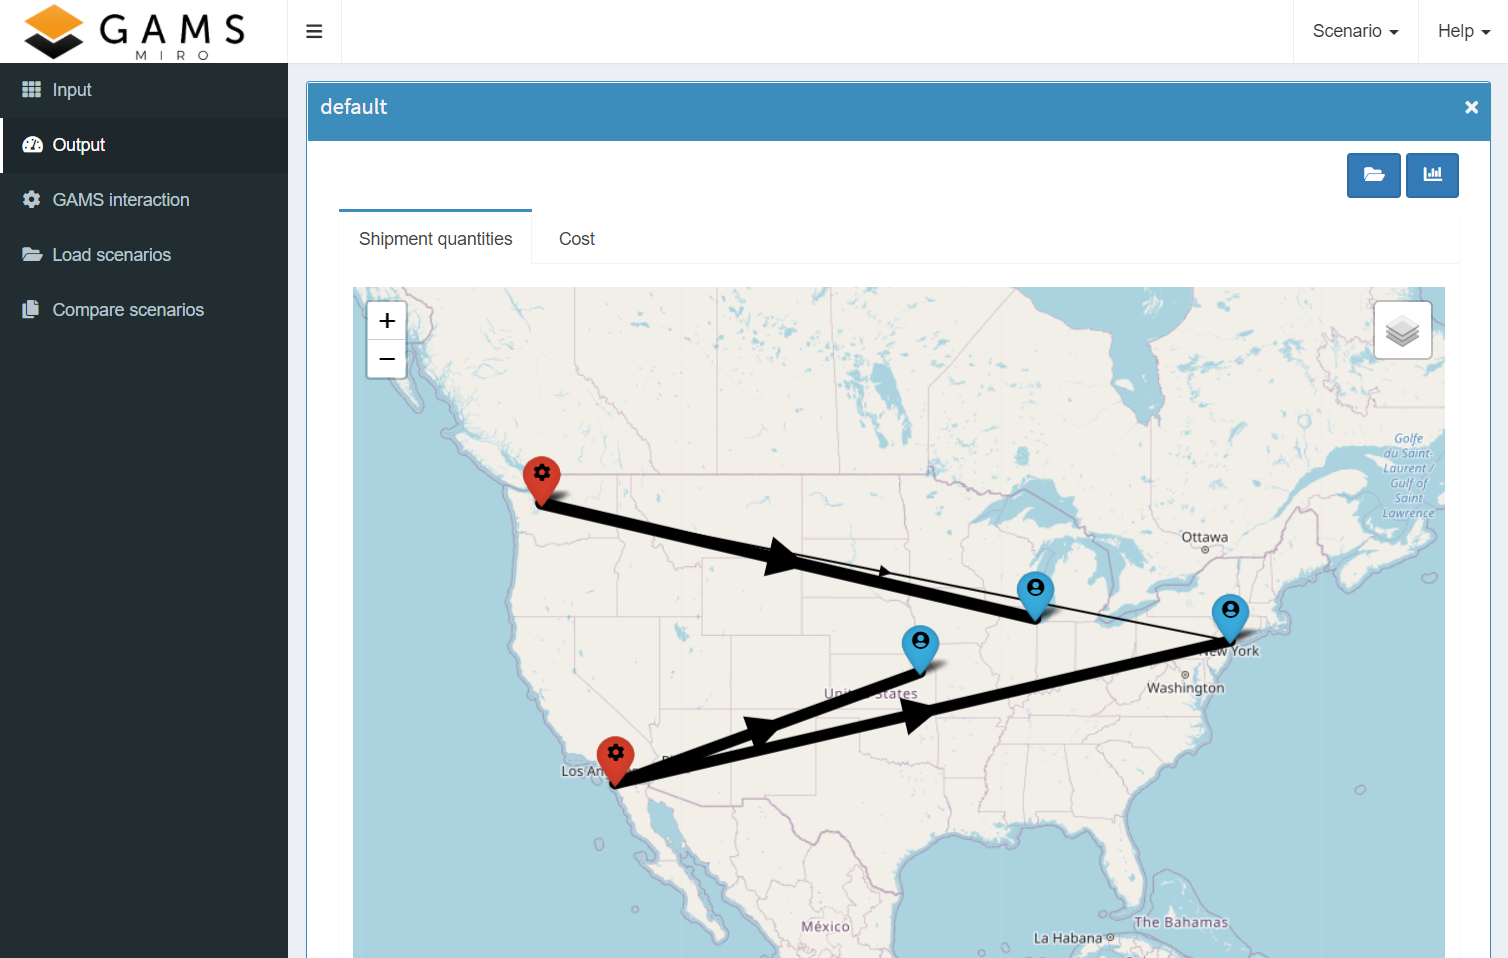 GAMS
MIRO
Scenario
Help
Input
Output
GAMS interaction
Load scenarios
Compare scenarios
default
Shipment quantities
Cost
+
−
Golfe
du Saint-
Laurent /
Gulf of
Saint
Lawrence
Ottawa
New York
Washington
United States
Los An
México
The Bahamas
La Habana